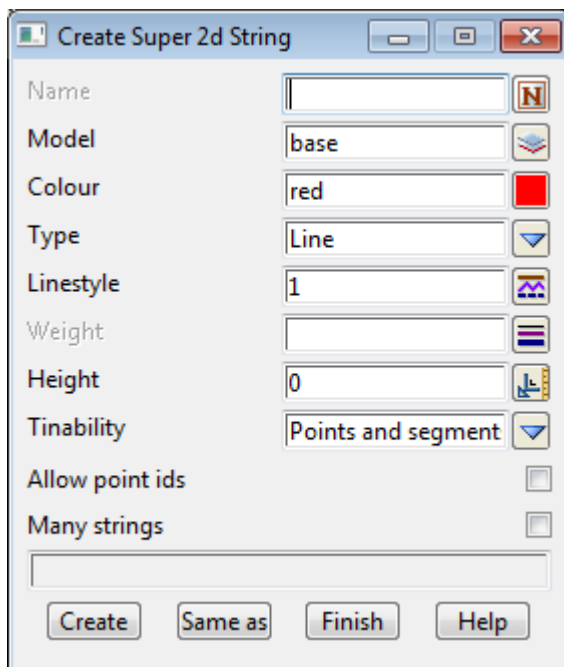 Create Super 2d String
Name N
Model base
Colour red
Type Line
Linestyle 1
Weight
Height 0
Tinability Points and segment
Allow point ids
Many strings
Create Same as Finish Help